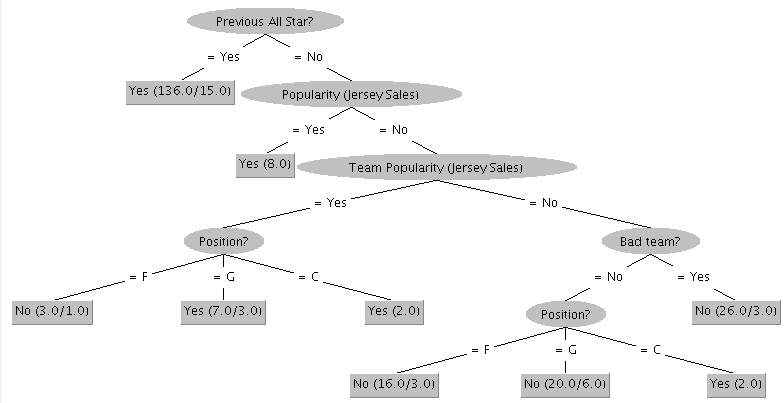 Previous All Star?
= Yes
= No
Yes (136.0/15.0)
Popularity (Jersey Sales)
= Yes
= No
Yes (8.0)
Team Popularity (Jersey Sales)
= Yes
= No
Position?
Bad team?
= F
= G
= C
= No
= Yes
No (3.0/1.0)
Yes (7.0/3.0)
Yes (2.0)
Position?
No (26.0/3.0)
= F
= G
= C
No (16.0/3.0)
No (20.0/6.0)
Yes (2.0)